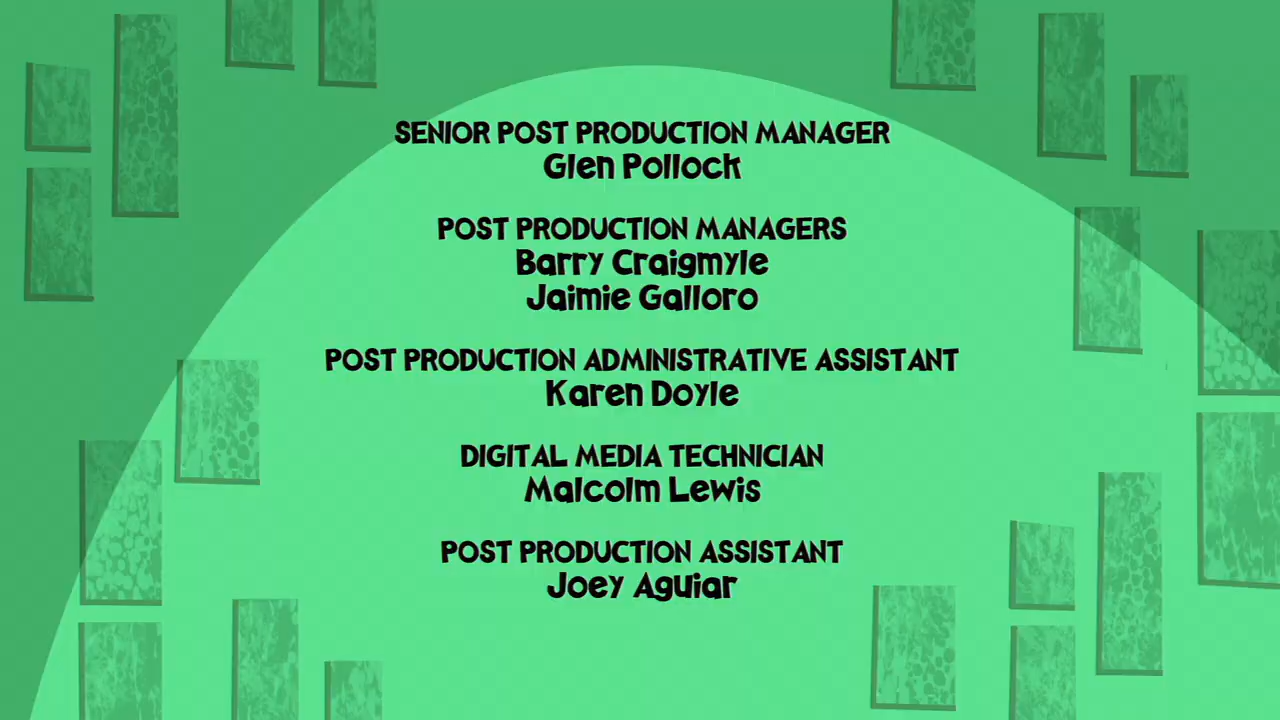 SENIOR POST PRODUCTION MANAGER
Glen Pollock
POST PRODUCTION MANAGERS
Barry Craigmyle
Jaimie Galloro
POST PRODUCTION ADMINISTRATIVE ASSISTANT
Karen Doyle
DIGITAL MEDIA TECHNICIAN
Malcolm Lewis
POST PRODUCTION ASSISTANT
Joey Aguiar